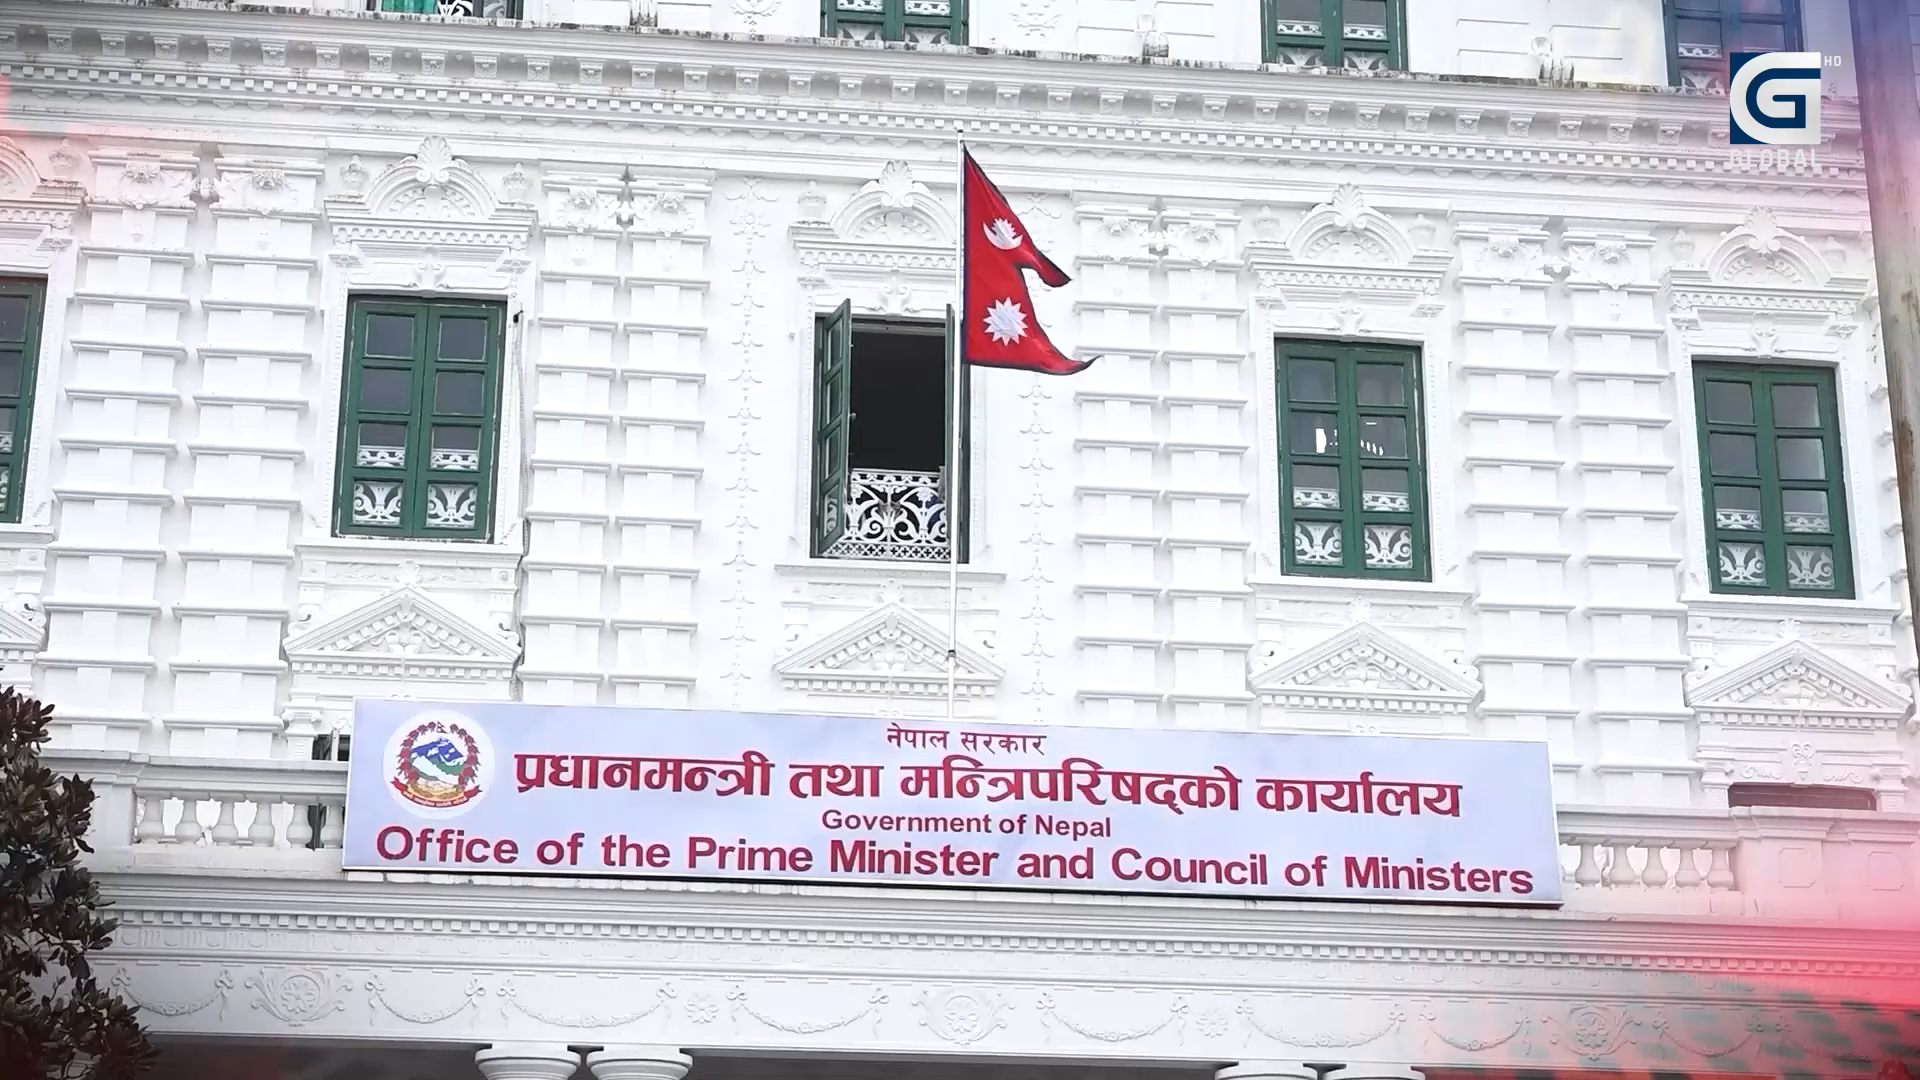 G HD
GLOBAL
नेपाल सरकार
प्रधानमन्त्री तथा मन्त्रिपरिषद्को कार्यालय
Government of Nepal
Office of the Prime Minister and Council of Ministers